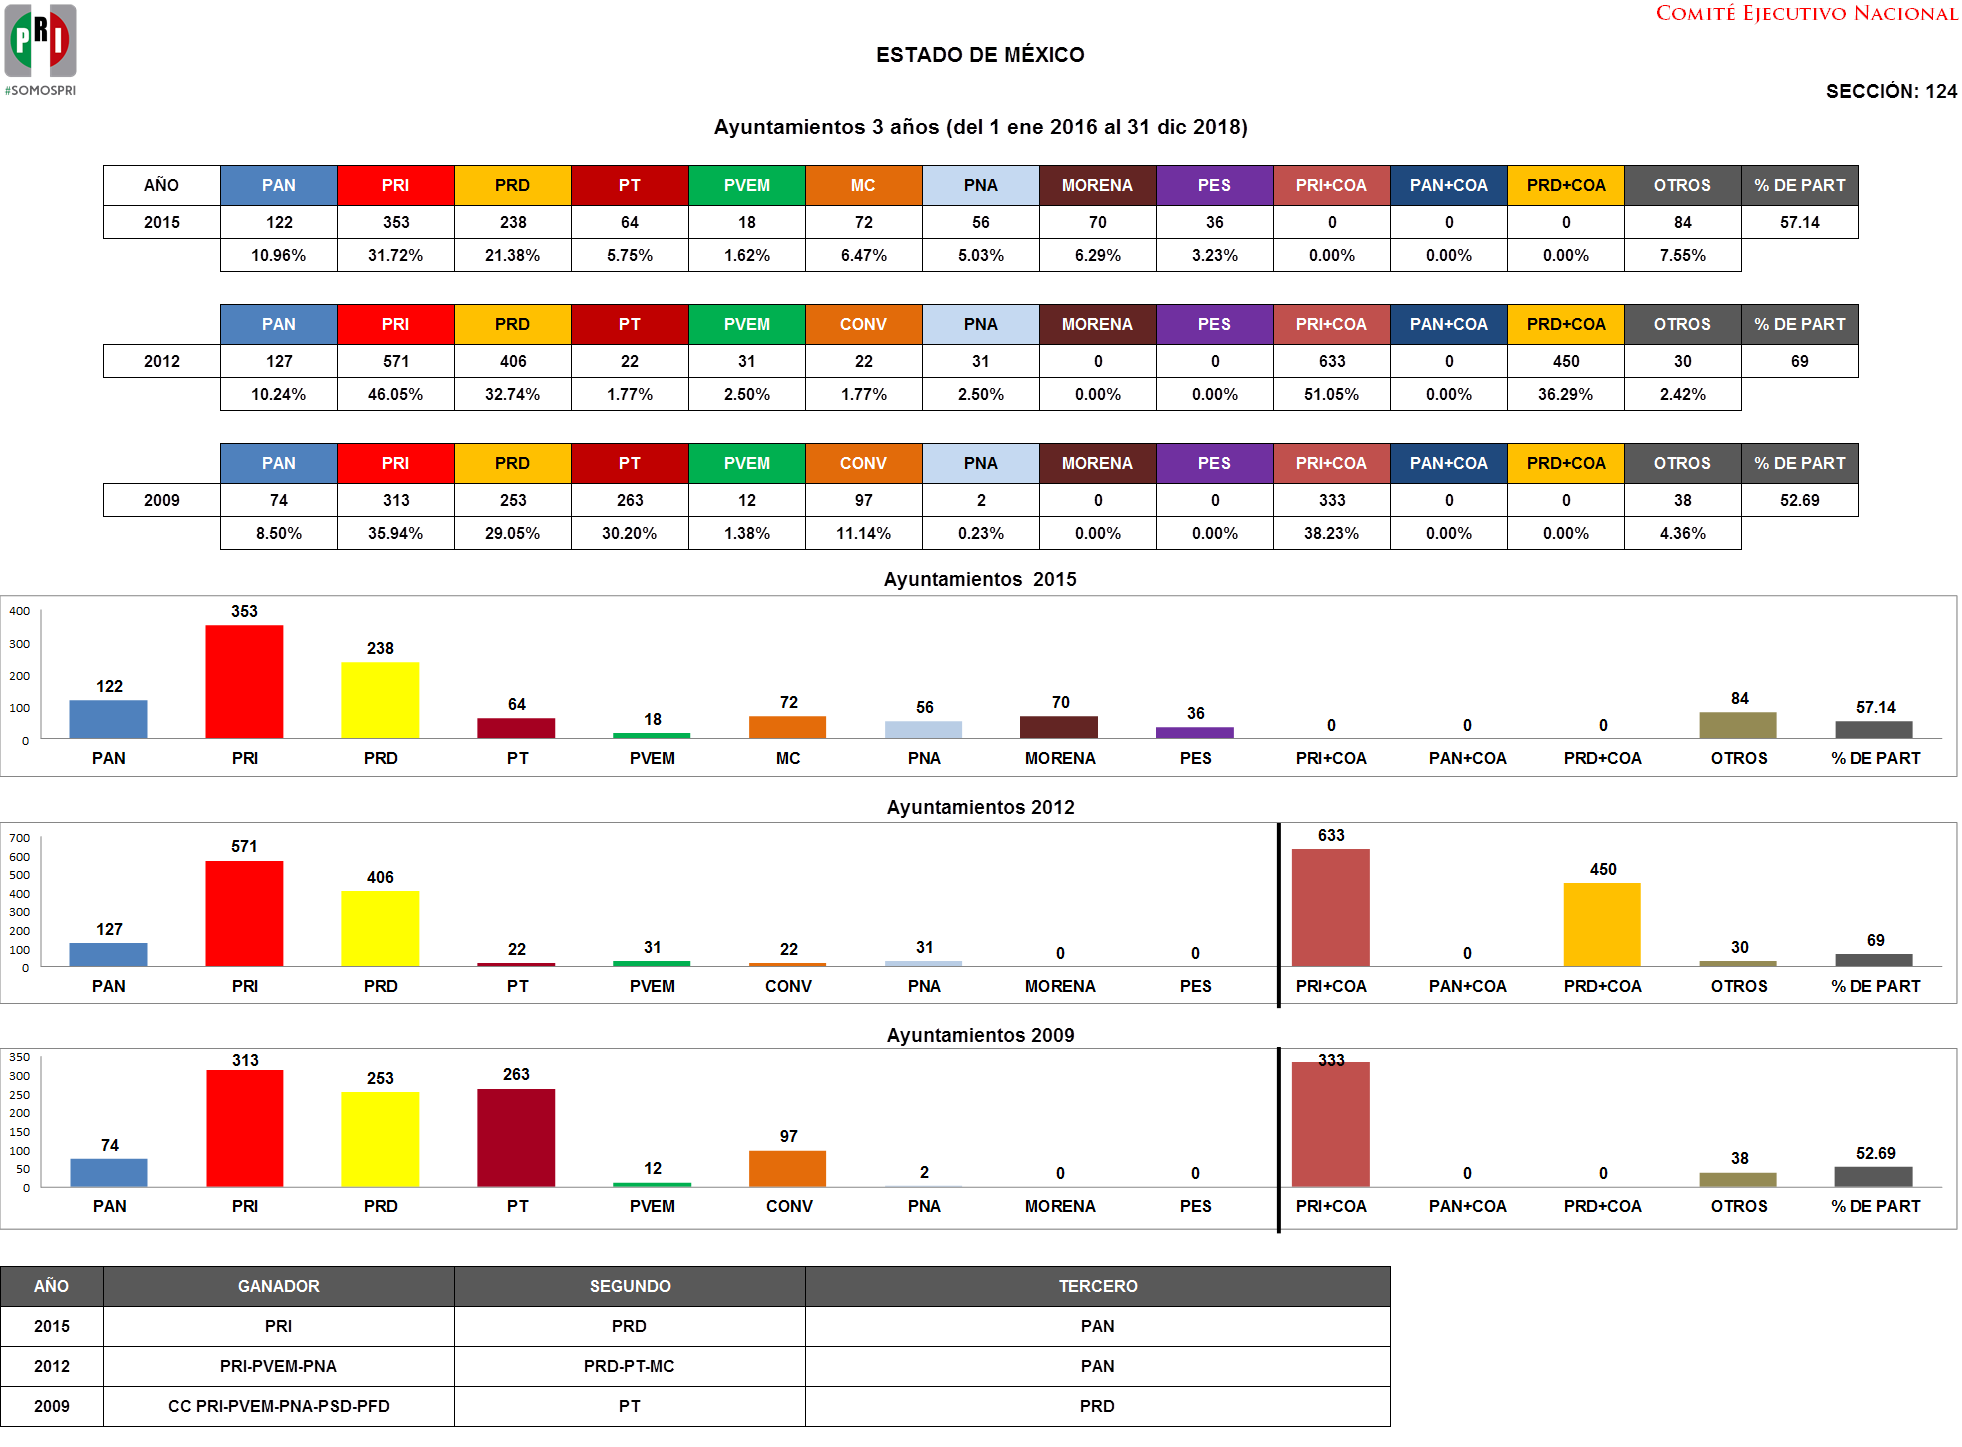 PRI
#SOMOSPRI
COMITÉ EJECUTIVO NACIONAL
ESTADO DE MÉXICO
SECCIÓN: 124
Ayuntamientos 3 años (del 1 ene 2016 al 31 dic 2018)
AÑO PAN PRI PRD PT PVEM MC PNA MORENA PES PRI+COA PAN+COA PRD+COA OTROS % DE PART
2015 122 353 238 64 18 72 56 70 36 0 0 0 84 57.14
10.96% 31.72% 21.38% 5.75% 1.62% 6.47% 5.03% 6.29% 3.23% 0.00% 0.00% 0.00% 7.55%
PAN PRI PRD PT PVEM CONV PNA MORENA PES PRI+COA PAN+COA PRD+COA OTROS % DE PART
2012 127 571 406 22 31 22 31 0 0 633 0 450 30 69
10.24% 46.05% 32.74% 1.77% 2.50% 1.77% 2.50% 0.00% 0.00% 51.05% 0.00% 36.29% 2.42%
PAN PRI PRD PT PVEM CONV PNA MORENA PES PRI+COA PAN+COA PRD+COA OTROS % DE PART
2009 74 313 253 263 12 97 2 0 0 333 0 0 38 52.69
8.50% 35.94% 29.05% 30.20% 1.38% 11.14% 0.23% 0.00% 0.00% 38.23% 0.00% 0.00% 4.36%
Ayuntamientos 2015
400
300
200
100
0
122 353 238 64 18 72 56 70 36 0 0 0 84 57.14
PAN PRI PRD PT PVEM MC PNA MORENA PES PRI+COA PAN+COA PRD+COA OTROS % DE PART
Ayuntamientos 2012
700
600
500
400
300
200
100
0
127 571 406 22 31 22 31 0 0 633 0 450 30 69
PAN PRI PRD PT PVEM CONV PNA MORENA PES PRI+COA PAN+COA PRD+COA OTROS % DE PART
Ayuntamientos 2009
350
300
250
200
150
100
50
0
74 313 253 263 12 97 2 0 0 333 0 0 38 52.69
PAN PRI PRD PT PVEM CONV PNA MORENA PES PRI+COA PAN+COA PRD+COA OTROS % DE PART
AÑO GANADOR SEGUNDO TERCERO
2015 PRI PRD PAN
2012 PRI-PVEM-PNA PRD-PT-MC PAN
2009 CC PRI-PVEM-PNA-PSD-PFD PT PRD